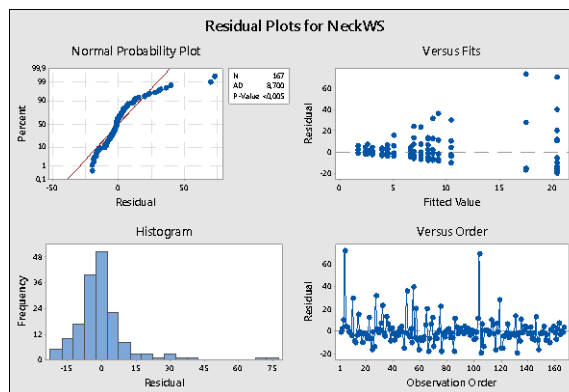 Residual Plots for NeckWS
Normal Probability Plot
Versus Fits
99,9
99
90
50
10
1
0,1
Percent
-50 0 50
Residual
N 167
AD 8,700
P-Value <0,005
80
60
40
20
0
-20
Residual
0 5 10 15 20
Fitted Value
Histogram
Versus Order
48
36
24
12
0
Frequency
-15 0 15 30 45 60 75
Residual
60
40
20
0
-20
Residual
1 20 40 60 80 100 120 140 160
Observation Order